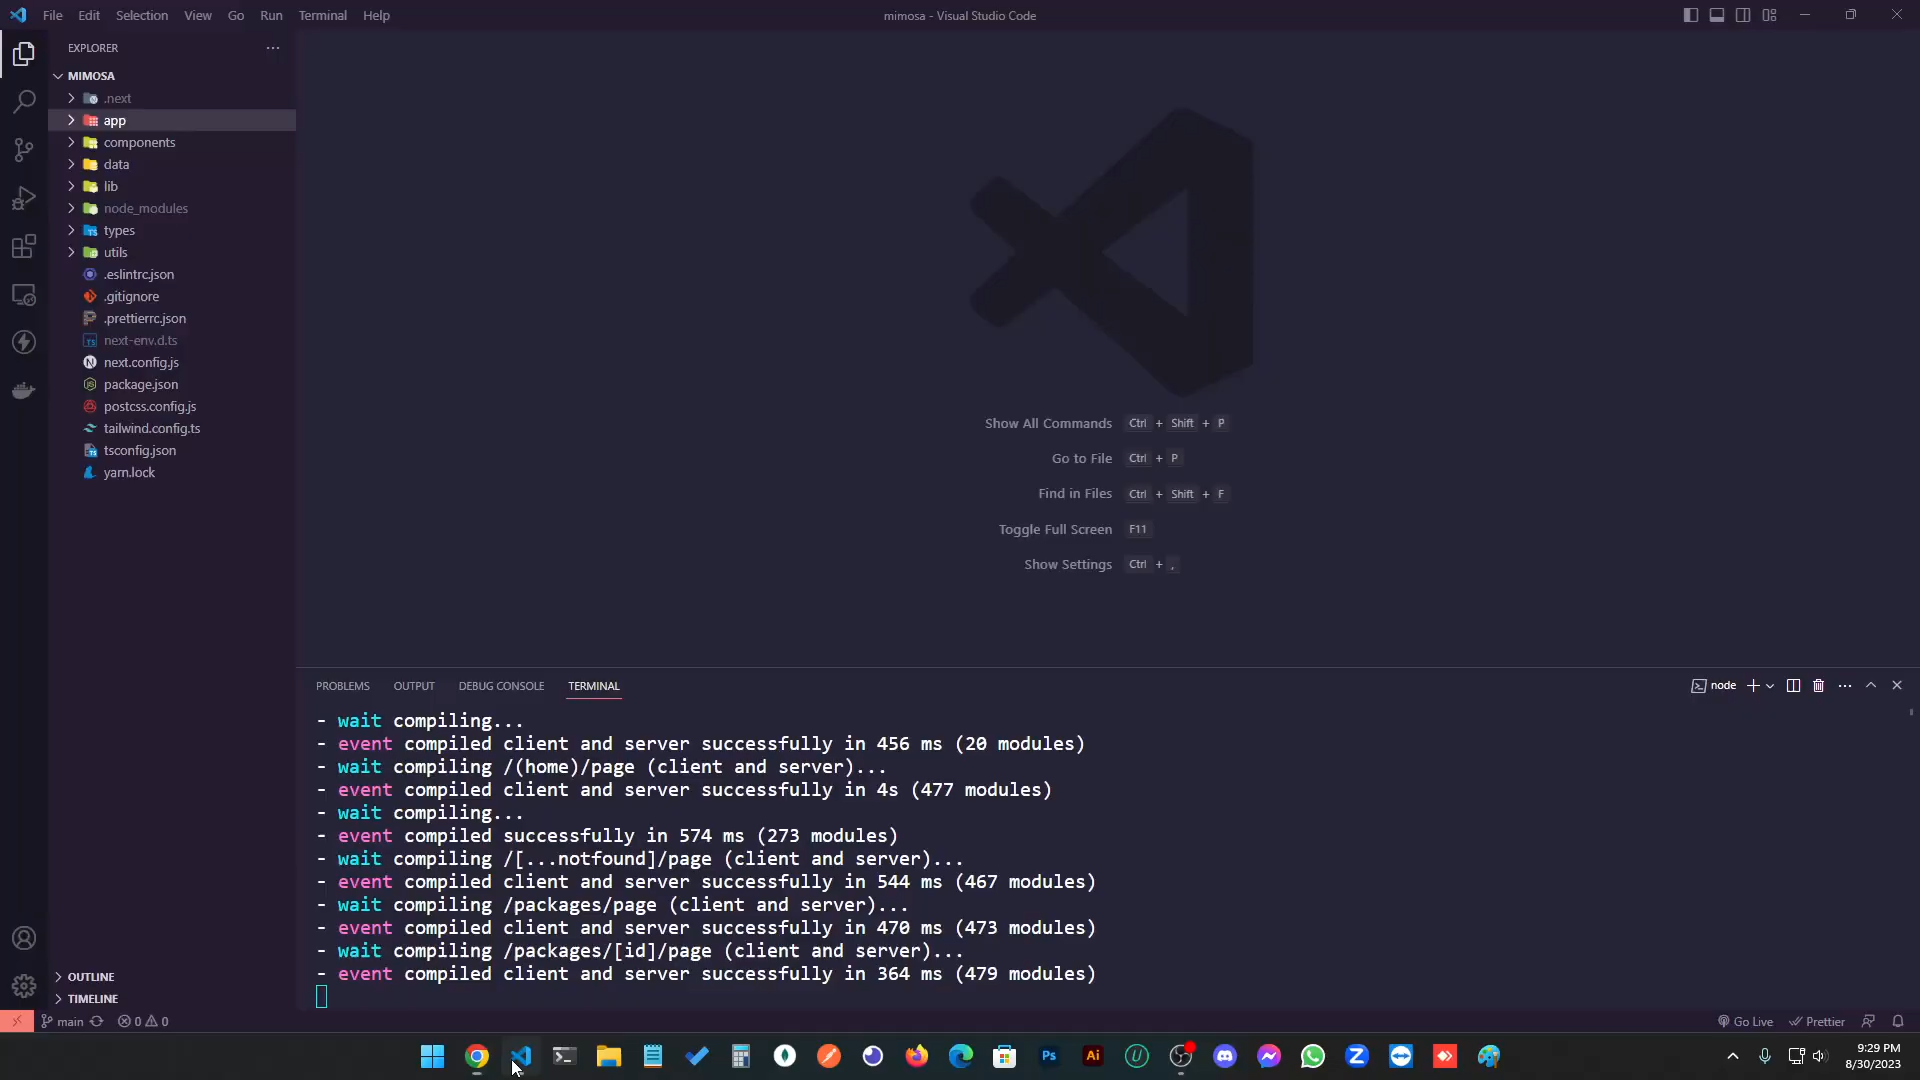 File Edit Selection View Go Run Terminal Help
mimosa - Visual Studio Code
EXPLORER
MIMOSA
.next
app
components
data
lib
node_modules
types
utils
.eslintrc.json
.gitignore
.prettierrc.json
next-env.d.ts
next.config.js
package.json
postcss.config.js
tailwind.config.ts
tsconfig.json
yarn.lock
Show All Commands Ctrl + Shift + P
Go to File Ctrl + P
Find in Files Ctrl + Shift + F
Toggle Full Screen F11
Show Settings Ctrl + ,
PROBLEMS OUTPUT DEBUG CONSOLE TERMINAL
node
- wait compiling...
- event compiled client and server successfully in 456 ms (20 modules)
- wait compiling /(home)/page (client and server)...
- event compiled client and server successfully in 4s (477 modules)
- wait compiling...
- event compiled successfully in 574 ms (273 modules)
- wait compiling /[...notfound]/page (client and server)...
- event compiled client and server successfully in 544 ms (467 modules)
- wait compiling /packages/page (client and server)...
- event compiled client and server successfully in 470 ms (473 modules)
- wait compiling /packages/[id]/page (client and server)...
- event compiled client and server successfully in 364 ms (479 modules)
OUTLINE
TIMELINE
main 0 0
Go Live Prettier
Ps Ai
9:29 PM
8/30/2023